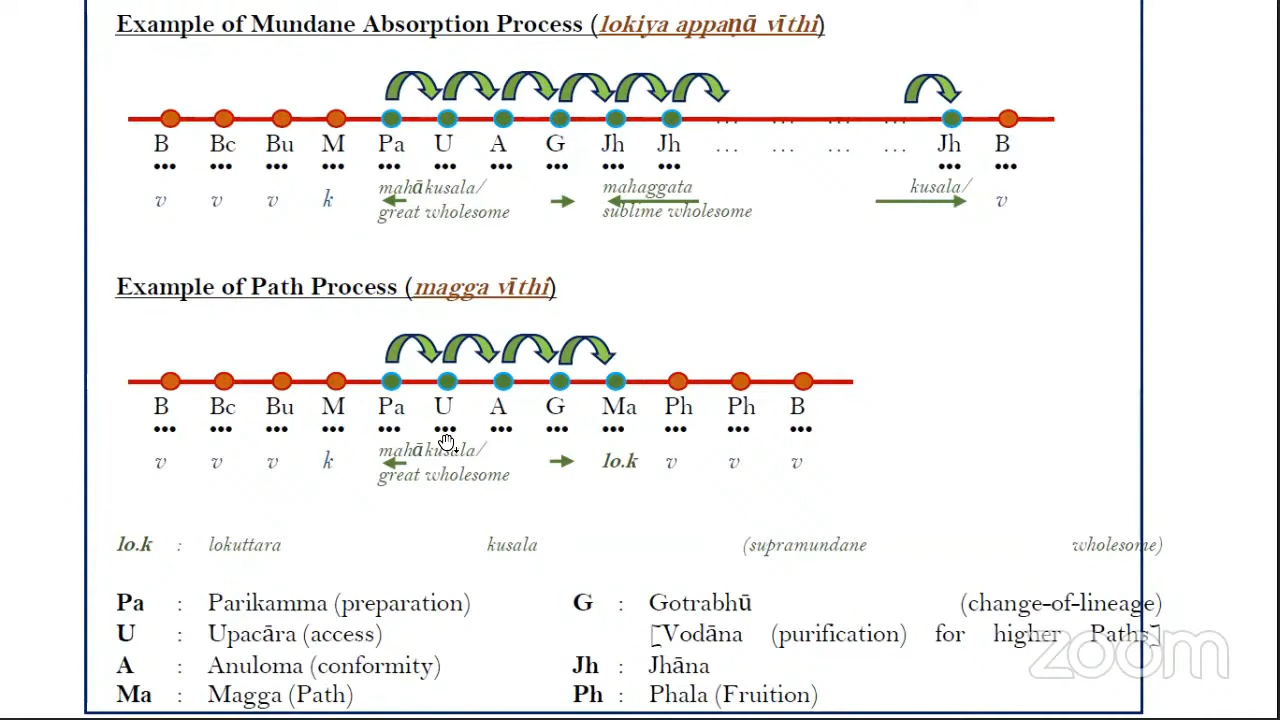 Example of Mundane Absorption Process (lokiya appaṇā vīthi)
B Bc Bu M Pa U A G Jh Jh ... ... ... ... Jh B
••• ••• ••• ••• ••• ••• ••• ••• ••• ••• ••• •••
v v v k mahākusala/ great wholesome mahaggata sublime wholesome kusala/ v
Example of Path Process (magga vīthi)
B Bc Bu M Pa U A G Ma Ph Ph B
••• ••• ••• ••• ••• ••• ••• ••• ••• ••• ••• •••
v v v k mahākusala/ great wholesome lo.k v v v
lo.k : lokuttara kusala (supramundane wholesome)
Pa : Parikamma (preparation) G : Gotrabhū (change-of-lineage)
U : Upacāra (access) [Vodāna (purification) for higher Paths]
A : Anuloma (conformity) Jh : Jhāna
Ma : Magga (Path) Ph : Phala (Fruition)
zoom